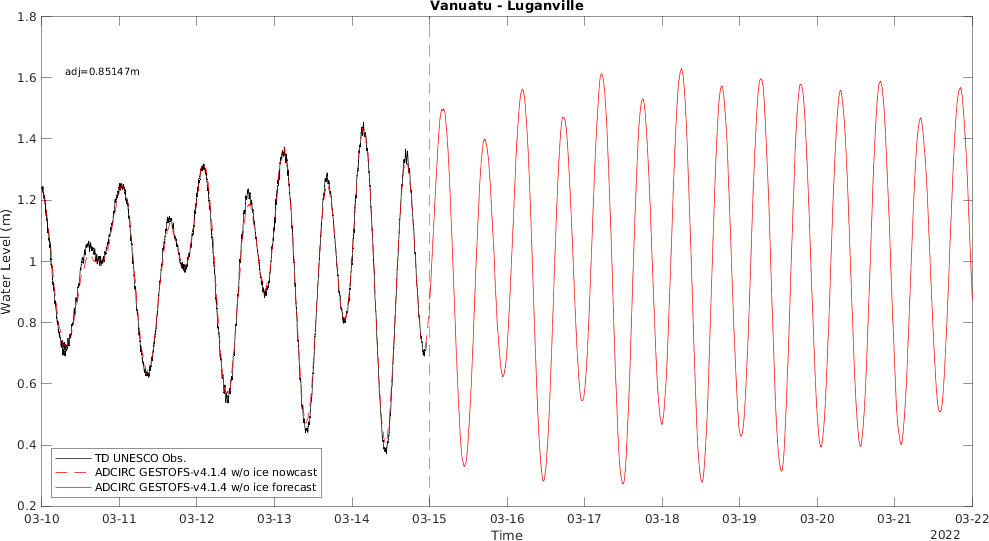 Vanuatu - Luganville
1.8
1.6
1.4
1.2
1
0.8
0.6
0.4
0.2
Water Level (m)
adj=0.85147m
TD UNESCO Obs.
ADCIRC GESTOFS-v4.1.4 w/o ice nowcast
ADCIRC GESTOFS-v4.1.4 w/o ice forecast
03-10 03-11 03-12 03-13 03-14 03-15 03-16 03-17 03-18 03-19 03-20 03-21 03-22
Time
2022